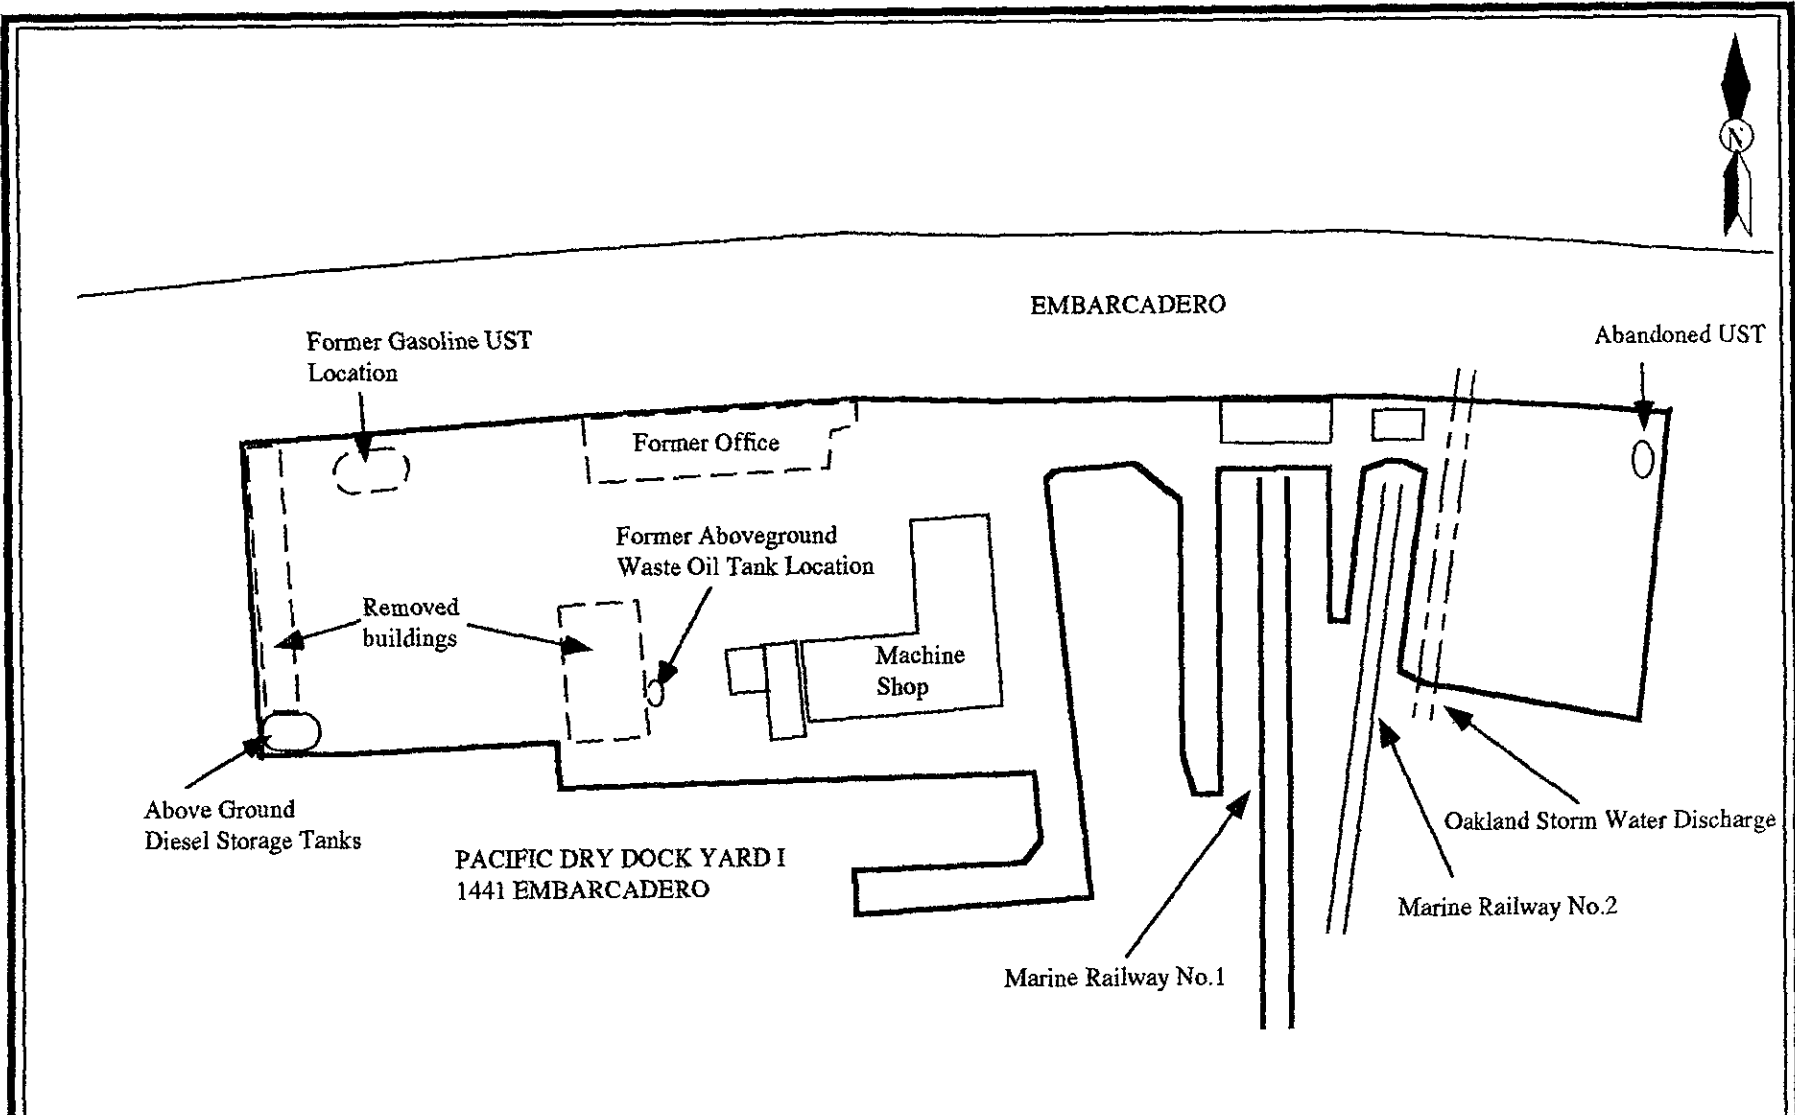 N
EMBARCADERO
Former Gasoline UST
Location
Abandoned UST
Former Office
Former Aboveground
Waste Oil Tank Location
Removed
buildings
Machine
Shop
Above Ground
Diesel Storage Tanks
Oakland Storm Water Discharge
PACIFIC DRY DOCK YARD I
1441 EMBARCADERO
Marine Railway No.2
Marine Railway No.1